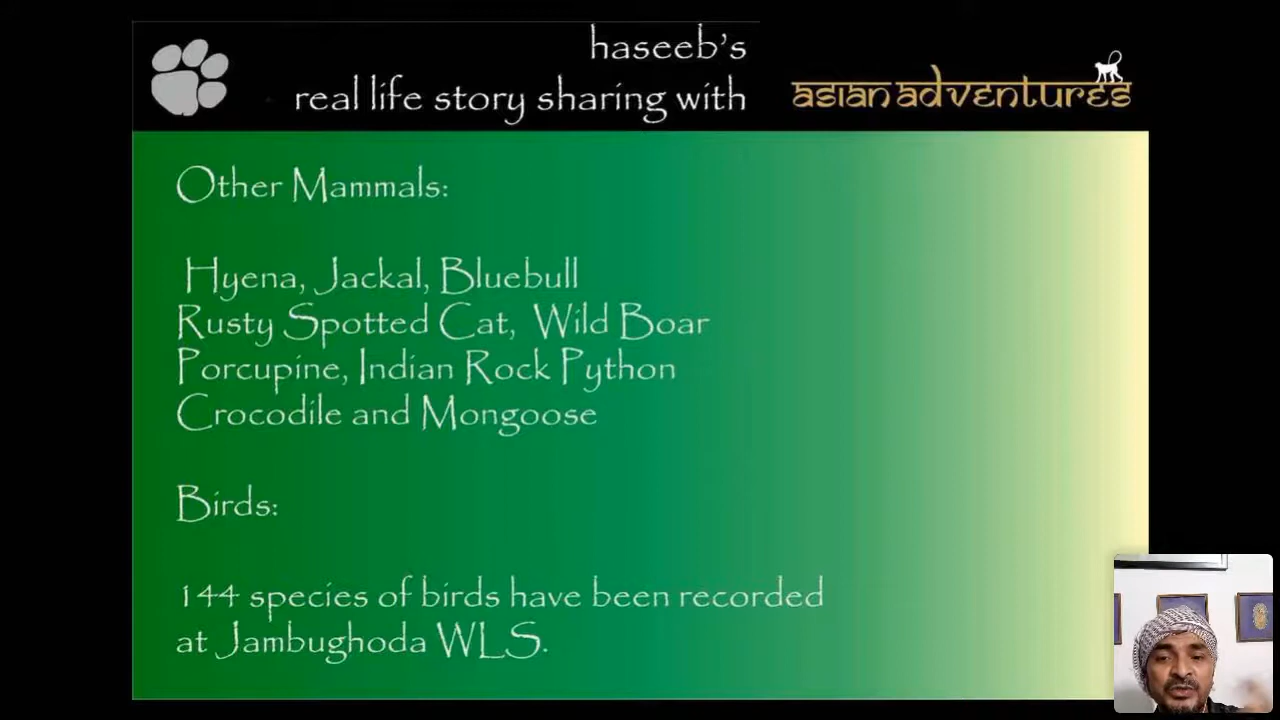 haseeb's
real life story sharing with
asian adventures
Other Mammals:
Hyena, Jackal, Bluebull
Rusty Spotted Cat, Wild Boar
Porcupine, Indian Rock Python
Crocodile and Mongoose
Birds:
144 species of birds have been recorded
at Jambughoda WLS.